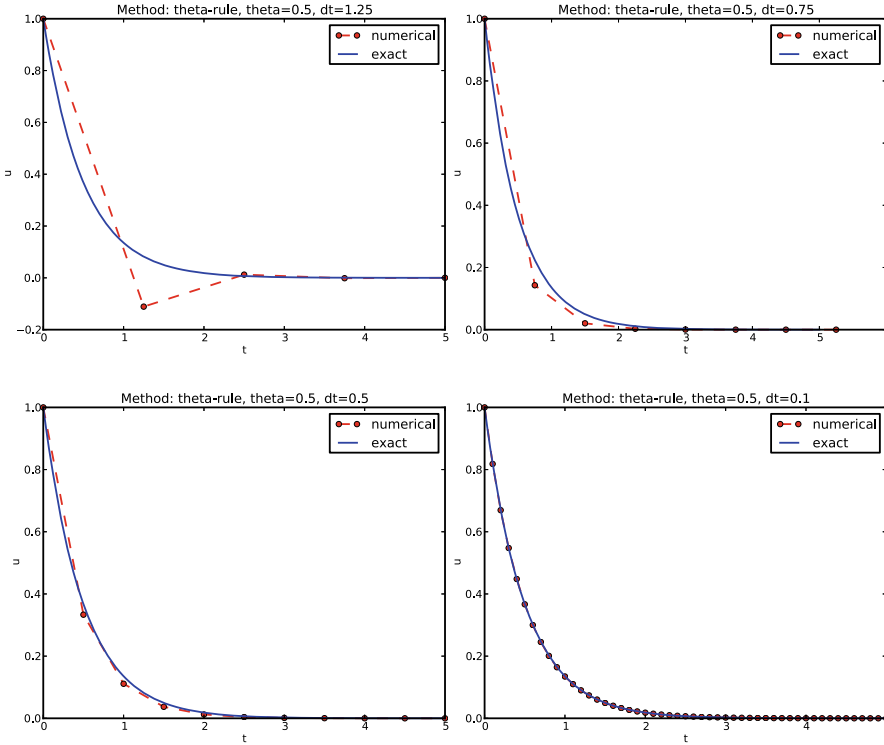 Method: theta-rule, theta=0.5, dt=1.25
1.0
0.8
0.6
0.4
0.2
0.0
−0.2
u
0
1
2
3
4
5
t
numerical
exact
Method: theta-rule, theta=0.5, dt=0.75
1.0
0.8
0.6
0.4
0.2
0.0
u
0
1
2
3
4
5
t
numerical
exact
Method: theta-rule, theta=0.5, dt=0.5
1.0
0.8
0.6
0.4
0.2
0.0
u
0
1
2
3
4
5
t
numerical
exact
Method: theta-rule, theta=0.5, dt=0.1
1.0
0.8
0.6
0.4
0.2
0.0
u
0
1
2
3
4
t
numerical
exact